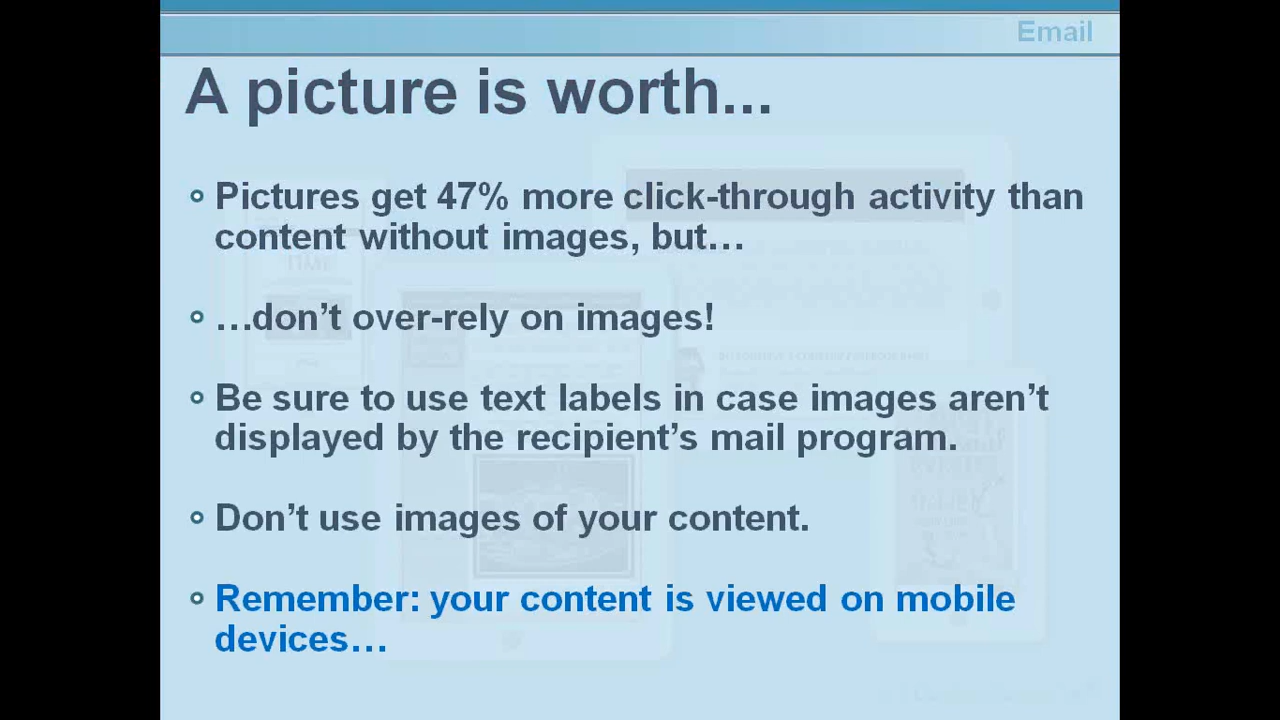 Email
A picture is worth...
Pictures get 47% more click-through activity than
content without images, but…
…don’t over-rely on images!
Be sure to use text labels in case images aren’t
displayed by the recipient’s mail program.
Don’t use images of your content.
Remember: your content is viewed on mobile
devices…